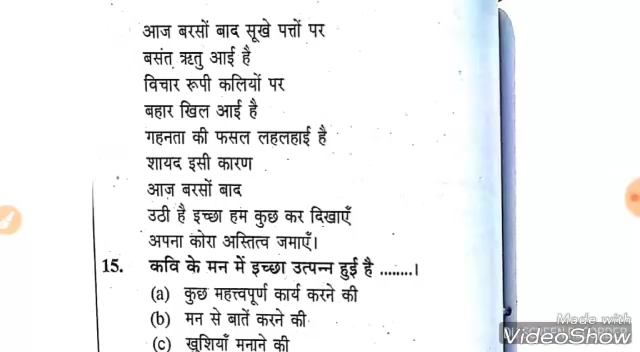 आज बरसों बाद सूखे पत्तों पर
बसंत ऋतु आई है
विचार रूपी कलियों पर
बहार खिल आई है
गहनता की फसल लहलहाई है
शायद इसी कारण
आज़ बरसों बाद
उठी है इच्छा हम कुछ कर दिखाएँ
अपना कोरा अस्तित्व जमाएँ।
15. कवि के मन में इच्छा उत्पन्न हुई है ........।
(a) कुछ महत्त्वपूर्ण कार्य करने की
(b) मन से बातें करने की
(c) खुशियाँ मनाने की
Made with
VideoShow